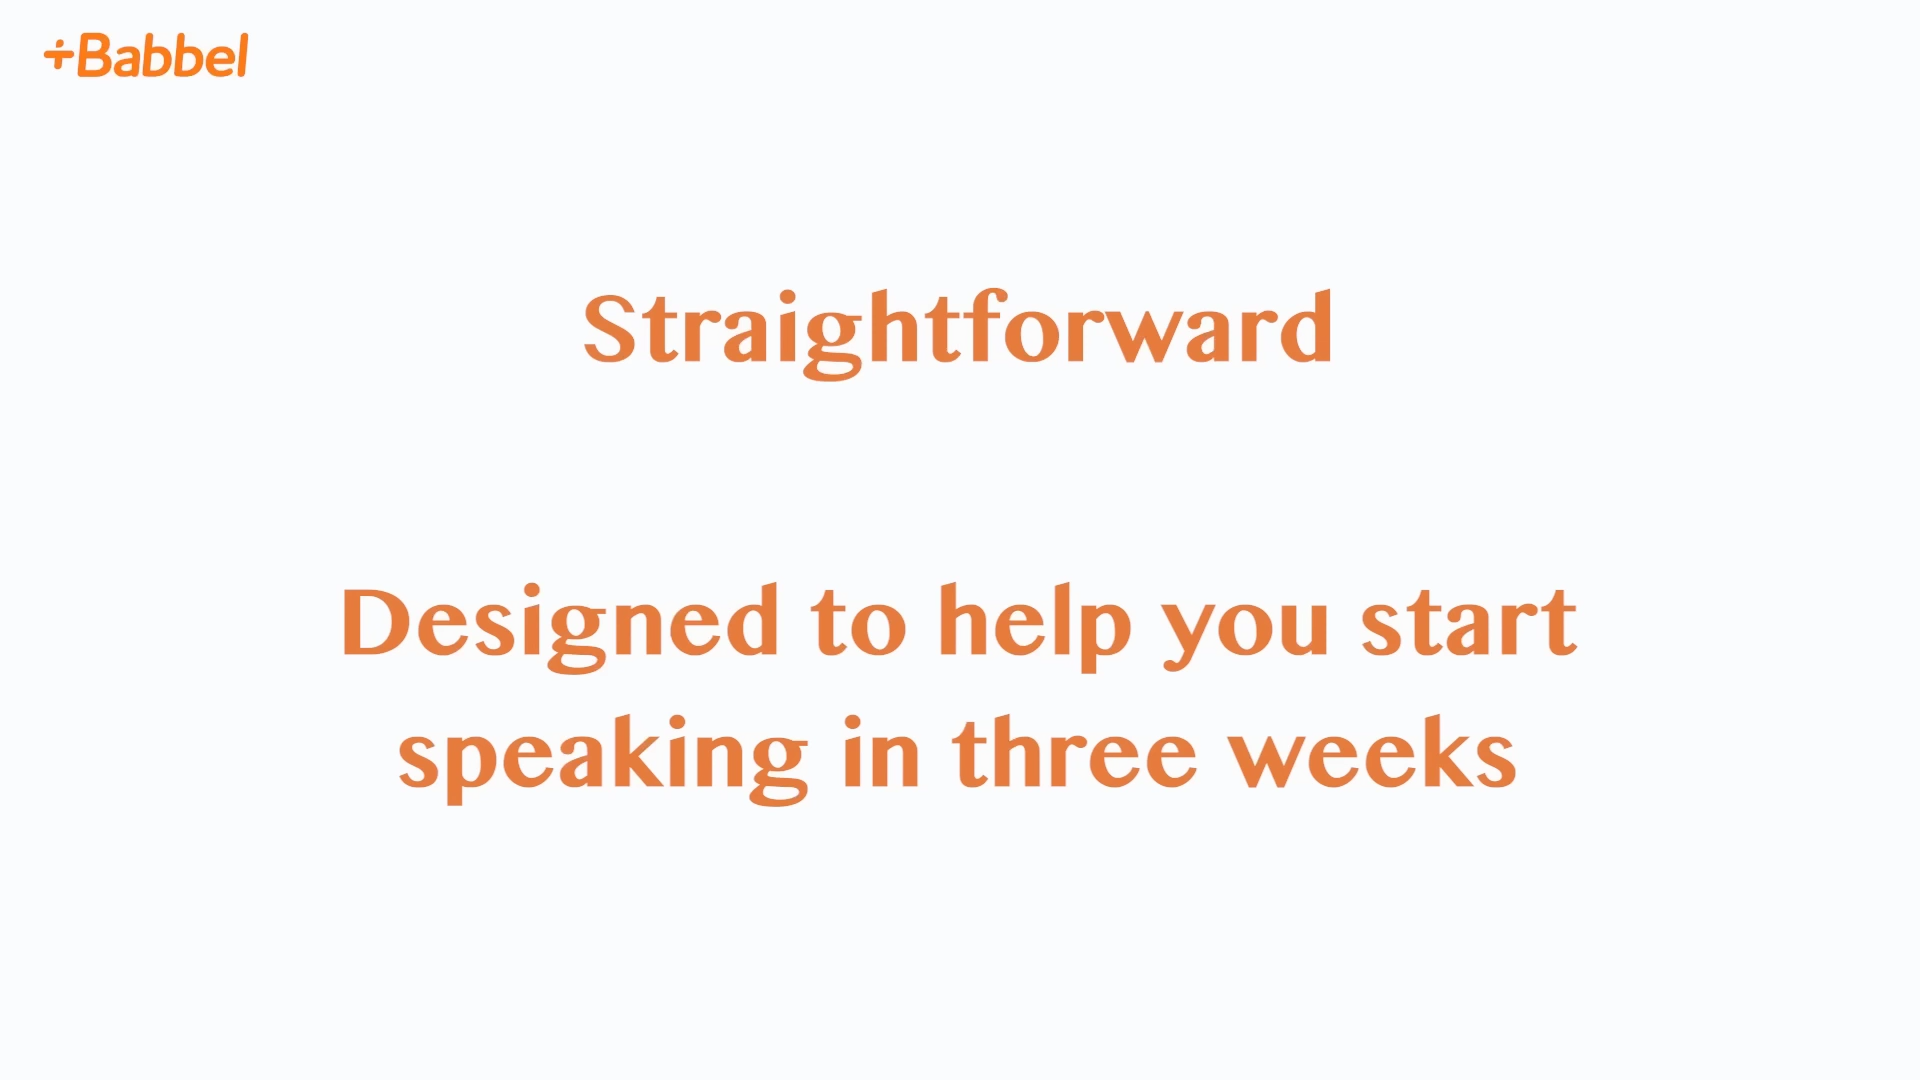 +Babbel
Straightforward
Designed to help you start
speaking in three weeks